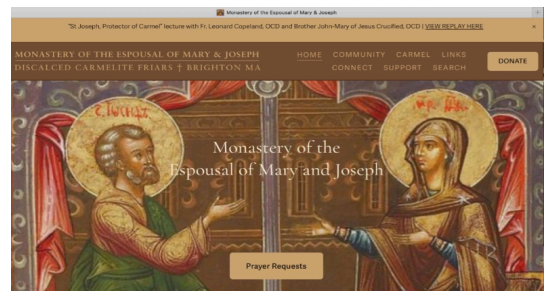 Monastery of the Espousal of Mary & Joseph
"St Joseph, Protector of Carmel" lecture with Fr. Leonard Copeland, OCD and Brother John-Mary of Jesus Crucified, OCD | VIEW REPLAY HERE
MONASTERY OF THE ESPOUSAL OF MARY & JOSEPH
DISCALCED CARMELITE FRIARS † BRIGHTON MA
HOME COMMUNITY CARMEL LINKS
CONNECT SUPPORT SEARCH
DONATE
Monastery of the
Espousal of Mary and Joseph
Prayer Requests